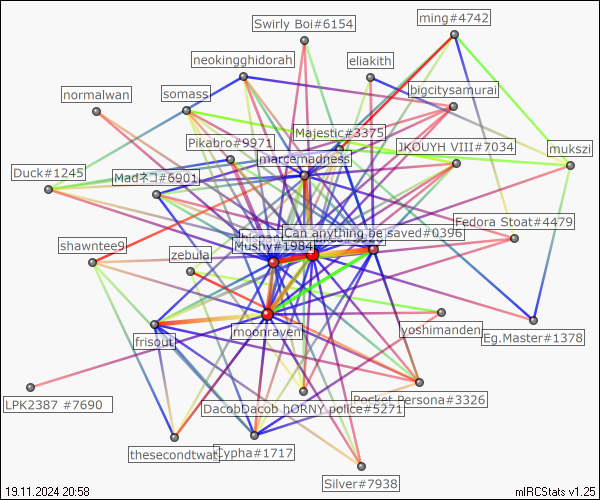 Swirly Boi#6154
ming#4742
neokingghidorah
eliakith
normalwan
somass
bigcitysamurai
Majestic#3375
Pikabro#9971
JKOUYH VIII#7034
mukszi
marcemadness
Duck#1245
Madネコ#6901
Fedora Stoat#4479
Can anything be saved#0396
shawntee9
Mushy#1984
zebula
moonraven
yoshimanden
frisout
Eg.Master#1378
LPK2387 #7690
DacobDacob hORNY police#5271
Pocket Persona#3326
thesecondtwat
Cypha#1717
Silver#7938
19.11.2024 20:58
mIRCStats v1.25